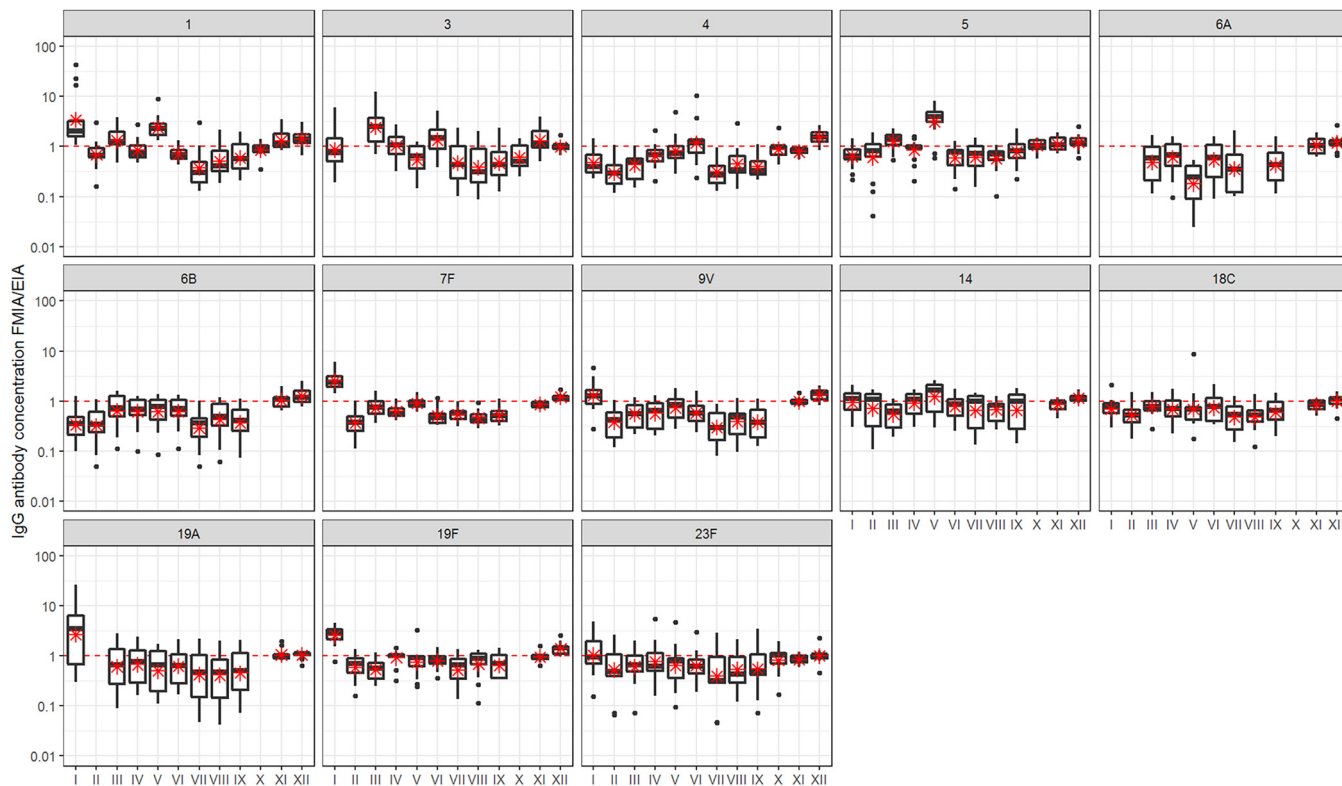 1 3 4 5 6A
100
10
1
0.1
0.01
6B 7F 9V 14 18C
100
10
1
0.1
0.01
I II III IV V VI VII VIII IX X XI XII I II III IV V VI VII VIII IX X XI XI
19A 19F 23F
100
10
1
0.1
0.01
I II III IV V VI VII VIII IX X XI XII I II III IV V VI VII VIII IX X XI XII I II III IV V VI VII VIII IX X XI XII
IgG antibody concentration FMIA/EIA